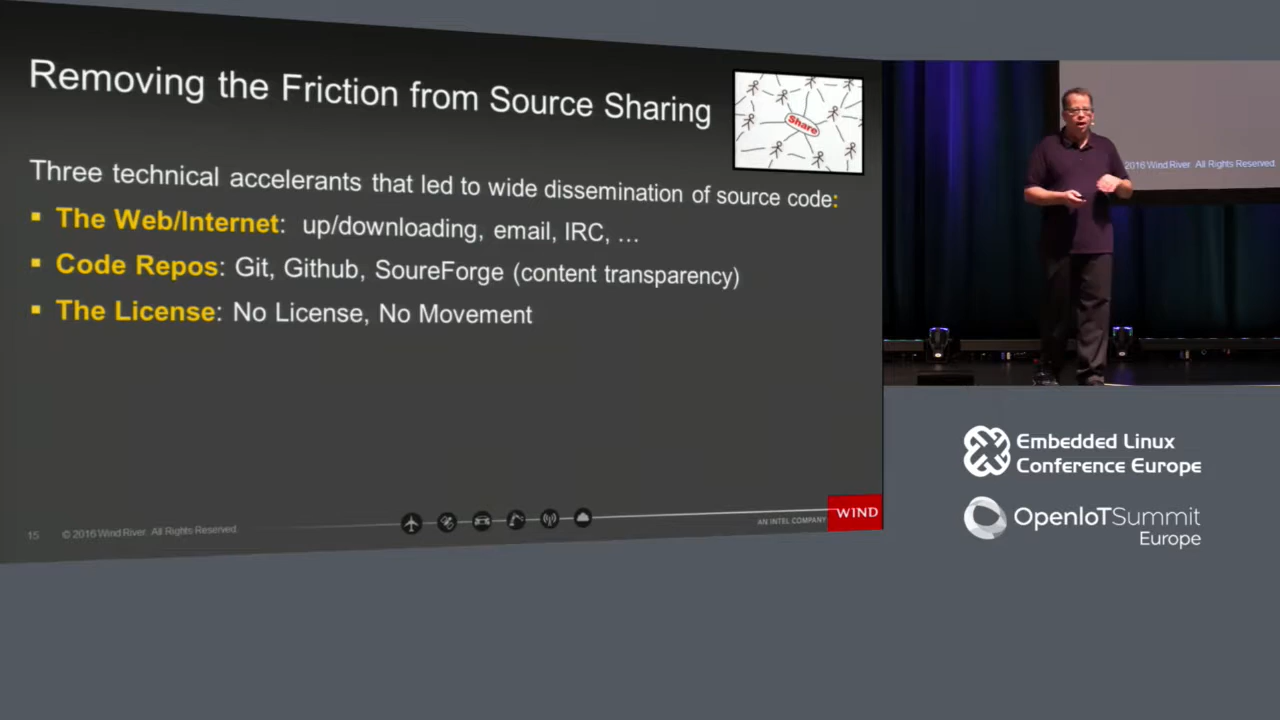 Removing the Friction from Source Sharing
Share
Three technical accelerants that led to wide dissemination of source code:
The Web/Internet: up/downloading, email, IRC, ...
Code Repos: Git, Github, SoureForge (content transparency)
The License: No License, No Movement
15 © 2016 Wind River. All Rights Reserved.
AN INTEL COMPANY
WIND
2016 Wind River All Rights Reserved
Embedded Linux
Conference Europe
OpenIoTSummit
Europe